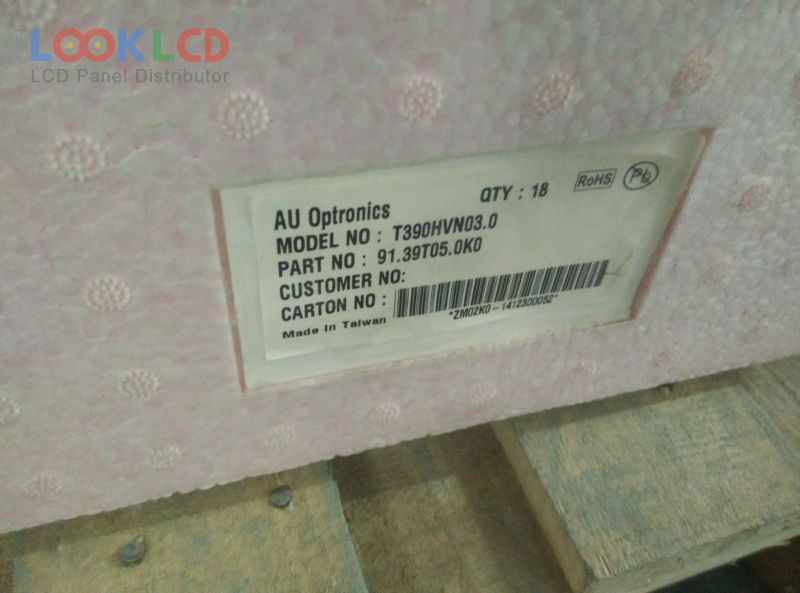 LOOK LCD
LCD Panel Distributor
AU Optronics
QTY : 18
RoHS
Pb
MODEL NO : T390HVN03.0
PART NO : 91.39T05.0K0
CUSTOMER NO:
CARTON NO :
*ZM02K0-1412300052*
Made In Taiwan